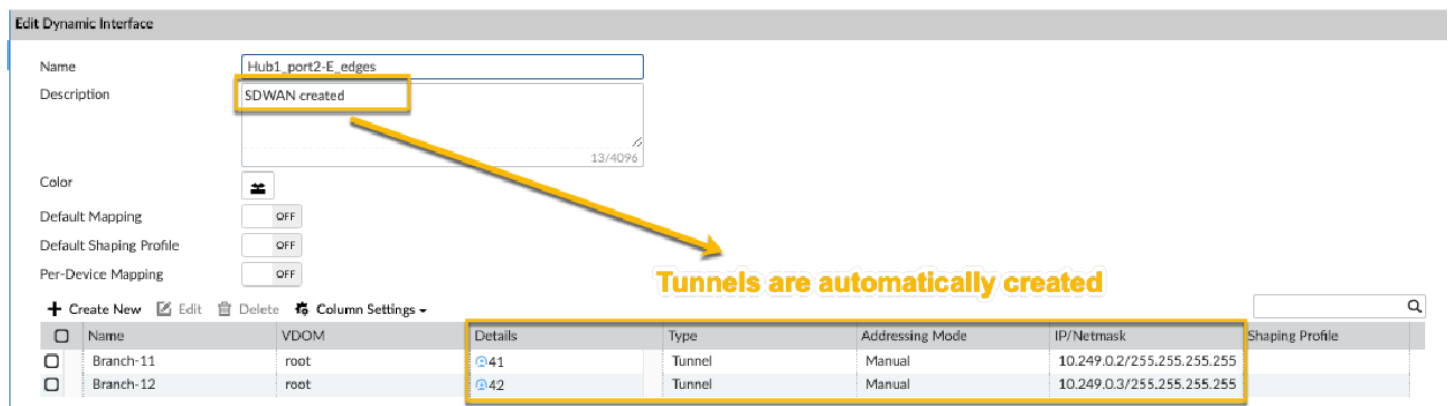 Edit Dynamic Interface
Name Hub1_port2-E_edges
Description SDWAN created
13/4096
Color
Default Mapping OFF
Default Shaping Profile OFF
Per-Device Mapping OFF
Tunnels are automatically created
Create New Edit Delete Column Settings
Name VDOM Details Type Addressing Mode IP/Netmask Shaping Profile
Branch-11 root 41 Tunnel Manual 10.249.0.2/255.255.255.255
Branch-12 root 42 Tunnel Manual 10.249.0.3/255.255.255.255